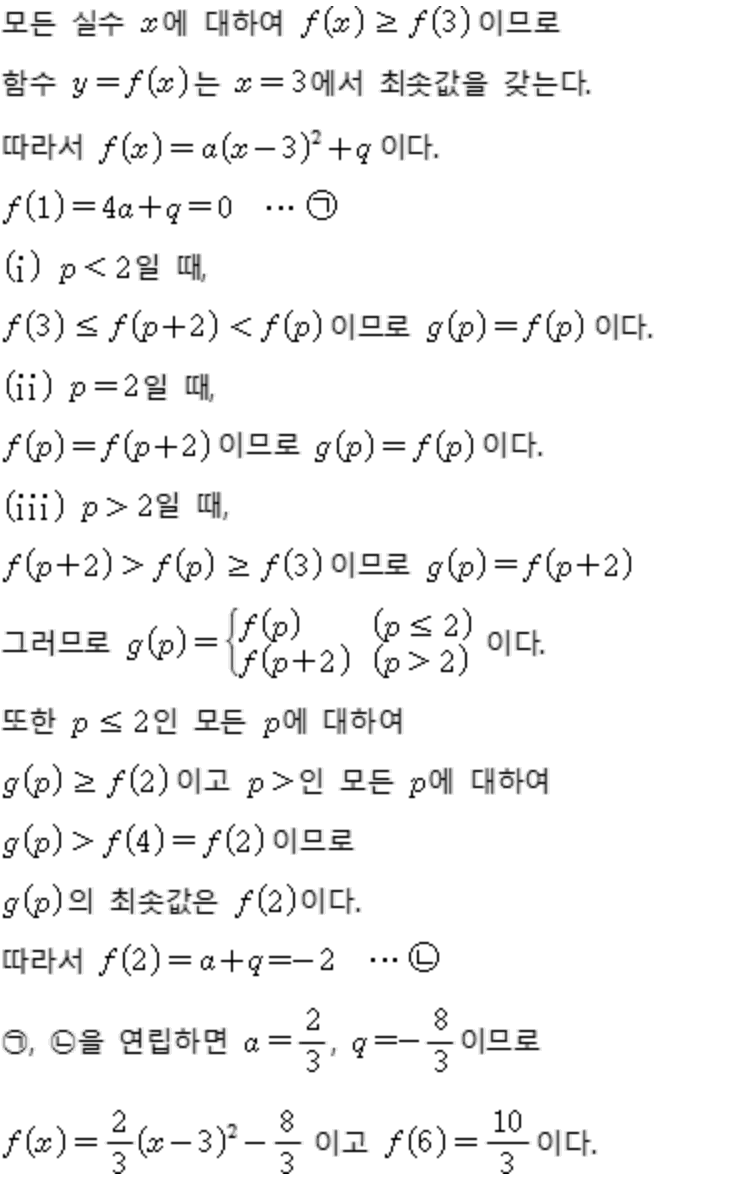 모든 실수 x에 대하여 f(x) ≥ f(3)이므로
함수 y=f(x)는 x=3에서 최솟값을 갖는다.
따라서 f(x)=a(x-3)²+q이다.
f(1)=4a+q=0 ⋯ ㉠
(i) p<2일 때,
f(3) ≤ f(p+2) < f(p)이므로 g(p)=f(p)이다.
(ii) p=2일 때,
f(p)=f(p+2)이므로 g(p)=f(p)이다.
(iii) p>2일 때,
f(p+2) > f(p) ≥ f(3)이므로 g(p)=f(p+2)
그러므로 g(p)={f(p) (p ≤ 2)
f(p+2) (p>2) 이다.
또한 p ≤ 2인 모든 p에 대하여
g(p) ≥ f(2)이고 p>인 모든 p에 대하여
g(p) > f(4)=f(2)이므로
g(p)의 최솟값은 f(2)이다.
따라서 f(2)=a+q=-2 ⋯ ㉡
㉠, ㉡을 연립하면 a=2/3, q=-8/3이므로
f(x)=2/3(x-3)²-8/3 이고 f(6)=10/3이다.